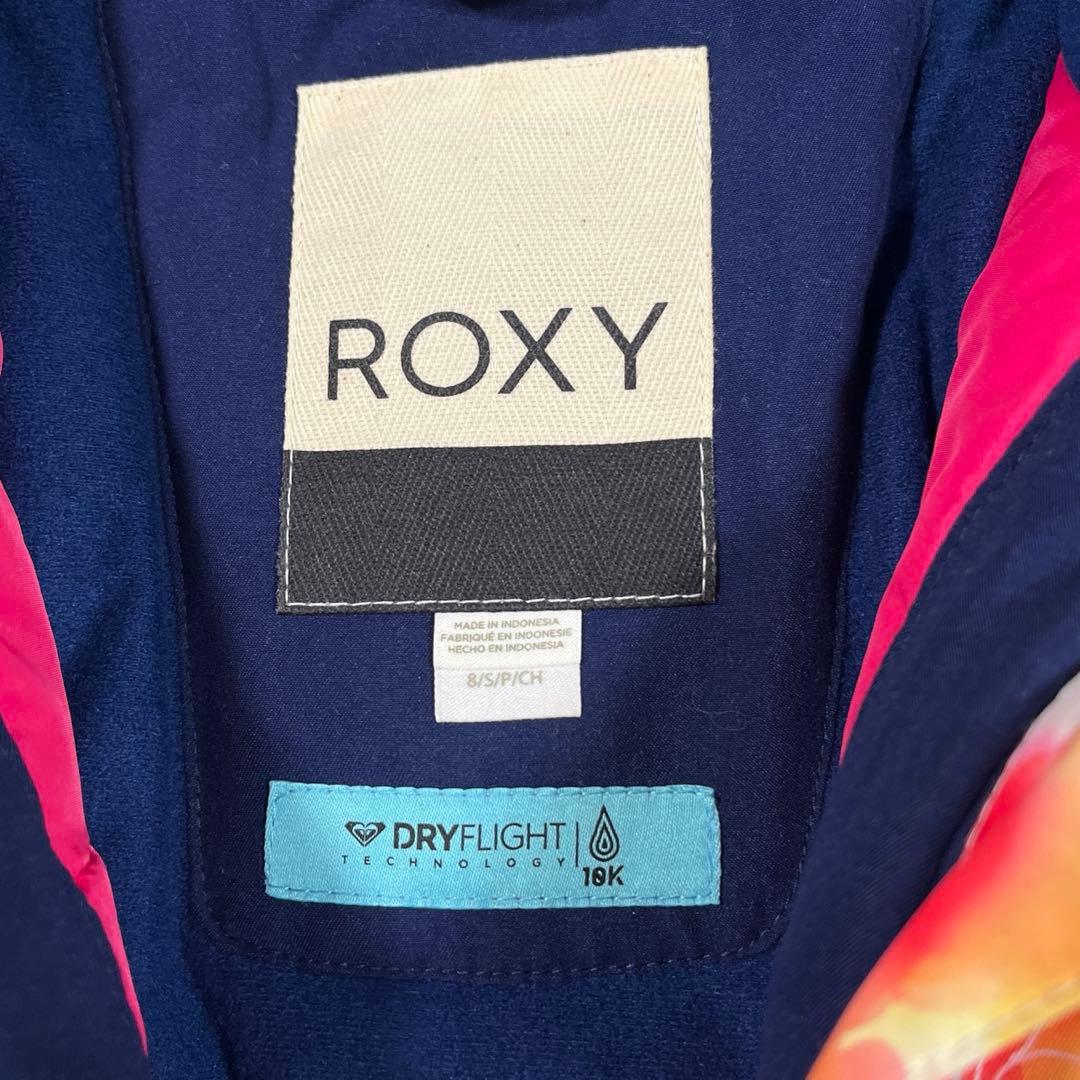 ROXY
MADE IN INDONESIA
FABRIQUÉ EN INDONESIE
HECHO EN INDONESIA
8/S/P/CH
DRYFLIGHT
TECHNOLOGY
10K